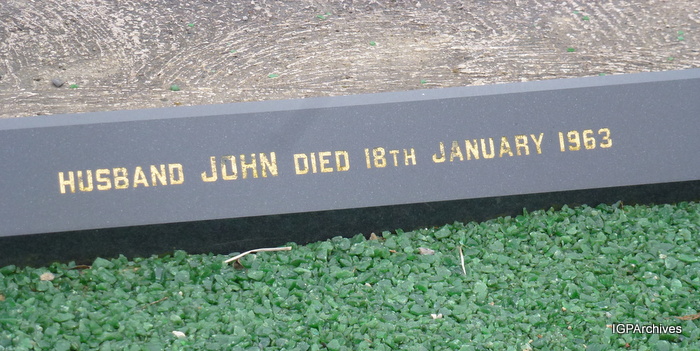 HUSBAND JOHN DIED 18TH JANUARY 1963
IGPArchives